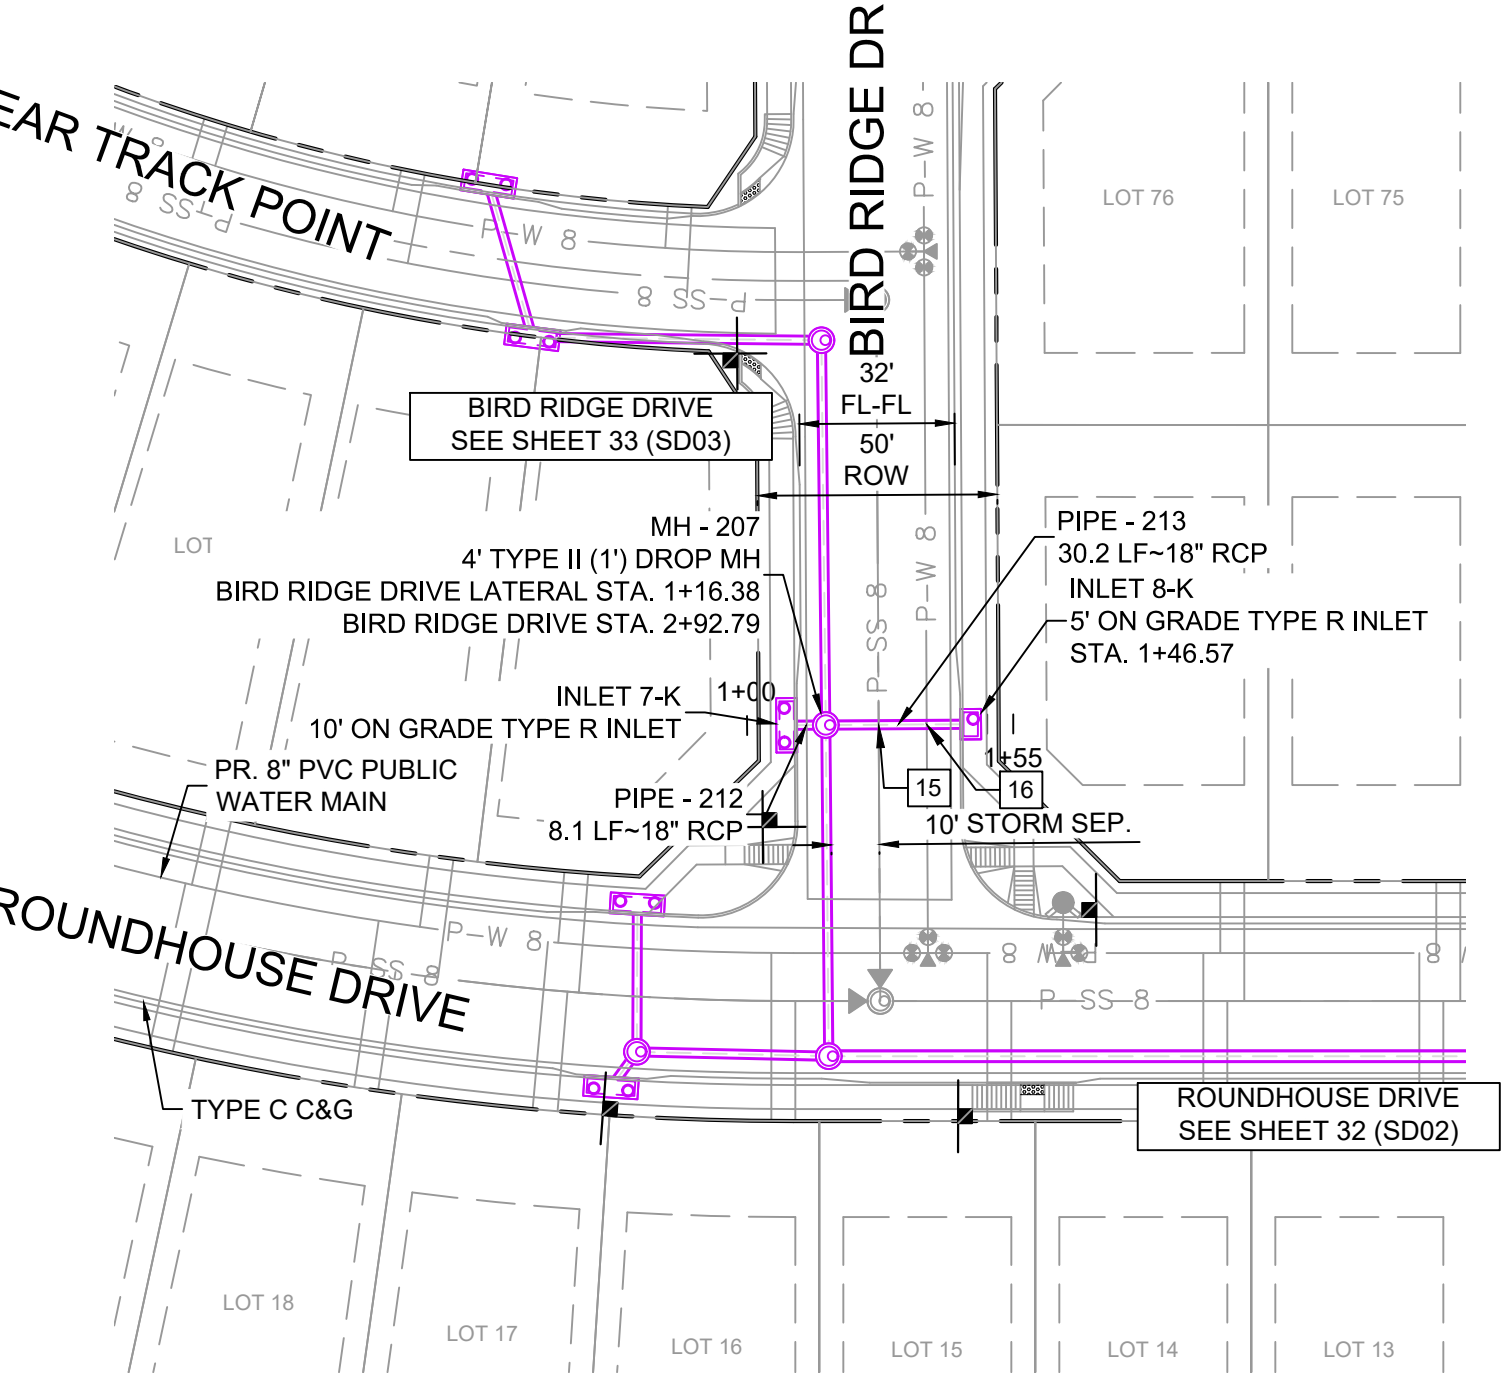 BIRD RIDGE DR
EAR TRACK POINT
W 8
P-SS 8
P-W 8
P-W 8
P SS 8
LOT 76
LOT 75
32'
FL-FL
50'
ROW
BIRD RIDGE DRIVE
SEE SHEET 33 (SD03)
LOT
MH - 207
4' TYPE II (1') DROP MH
BIRD RIDGE DRIVE LATERAL STA. 1+16.38
BIRD RIDGE DRIVE STA. 2+92.79
PIPE - 213
30.2 LF~18" RCP
INLET 8-K
5' ON GRADE TYPE R INLET
STA. 1+46.57
P-SS 8
P-W 8
INLET 7-K
10' ON GRADE TYPE R INLET
1+00
1+55
15
16
PR. 8" PVC PUBLIC
WATER MAIN
PIPE - 212
8.1 LF~18" RCP
10' STORM SEP.
ROUNDHOUSE DRIVE
P-W 8
P SS 8
P W 8
8
P SS 8
TYPE C C&G
ROUNDHOUSE DRIVE
SEE SHEET 32 (SD02)
LOT 18
LOT 17
LOT 16
LOT 15
LOT 14
LOT 13